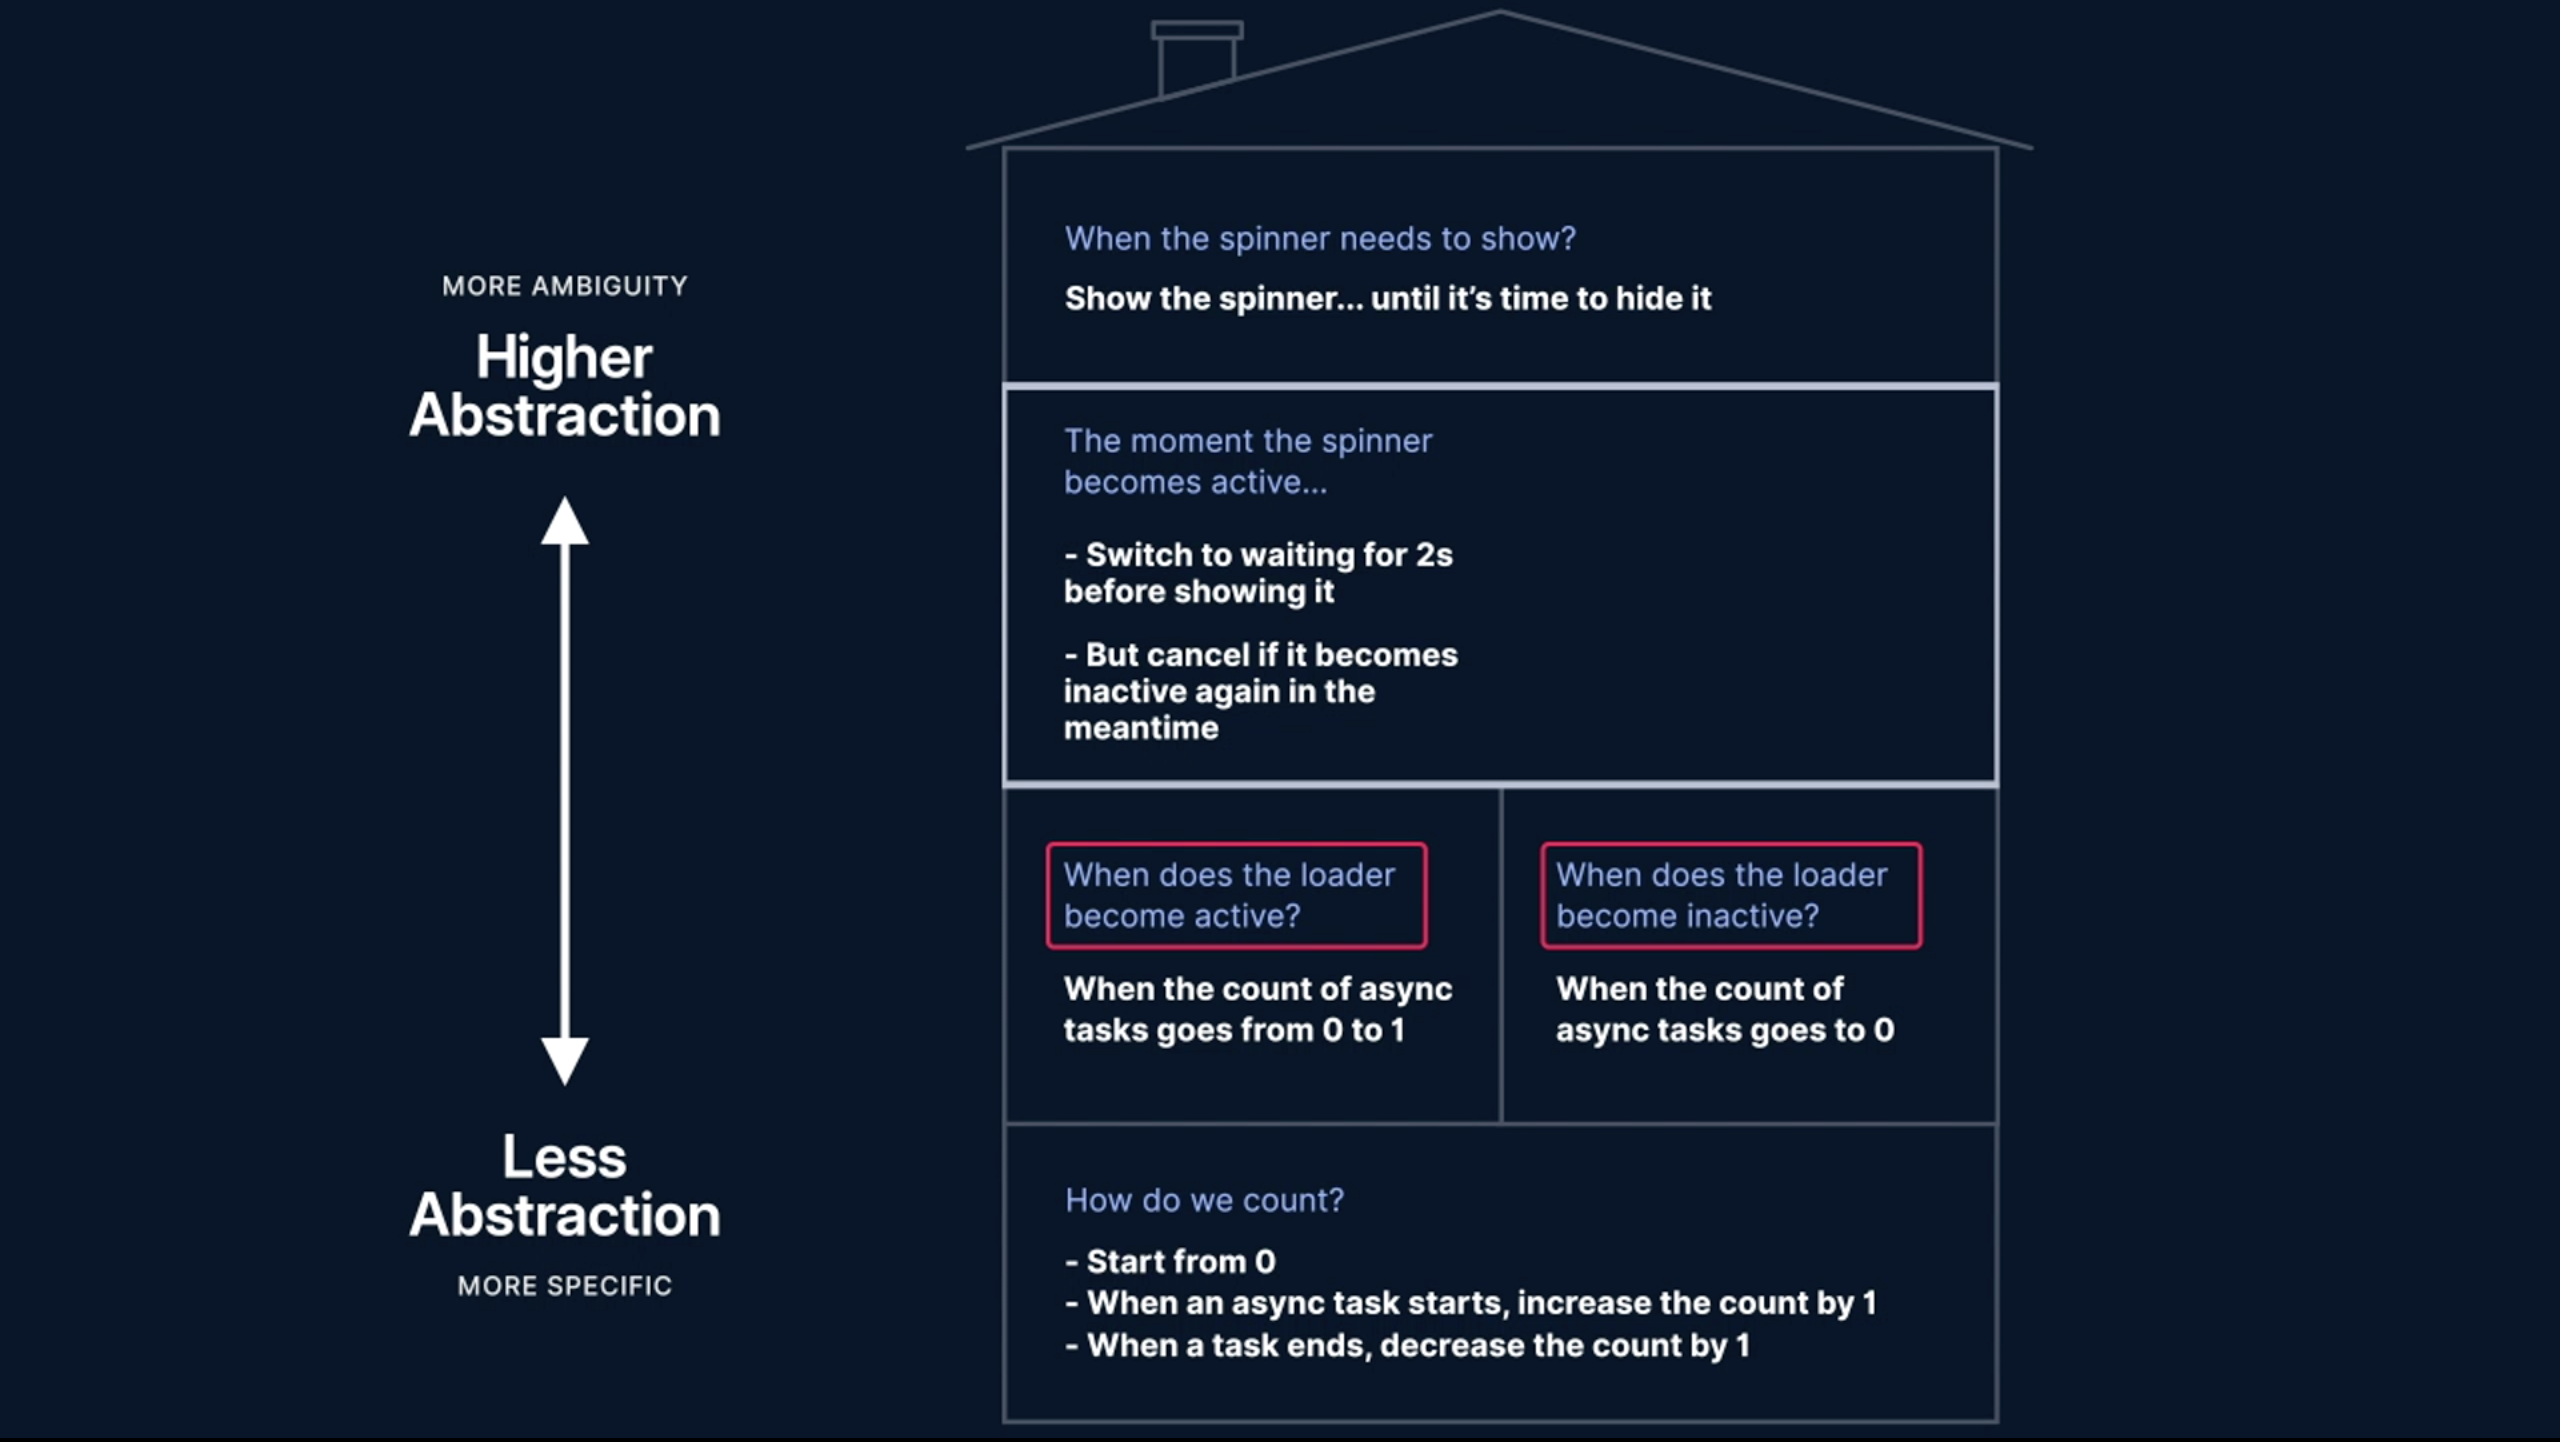 MORE AMBIGUITY
Higher
Abstraction
Less
Abstraction
MORE SPECIFIC
When the spinner needs to show?
Show the spinner... until it’s time to hide it
The moment the spinner
becomes active...
- Switch to waiting for 2s
before showing it
- But cancel if it becomes
inactive again in the
meantime
When does the loader
become active?
When the count of async
tasks goes from 0 to 1
When does the loader
become inactive?
When the count of
async tasks goes to 0
How do we count?
- Start from 0
- When an async task starts, increase the count by 1
- When a task ends, decrease the count by 1